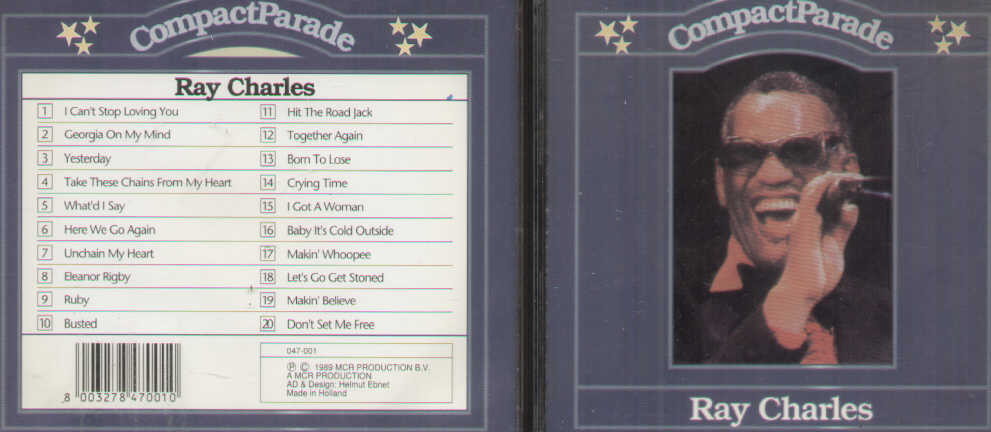 CompactParade
Ray Charles
1 I Can't Stop Loving You
2 Georgia On My Mind
3 Yesterday
4 Take These Chains From My Heart
5 What'd I Say
6 Here We Go Again
7 Unchain My Heart
8 Eleanor Rigby
9 Ruby
10 Busted
11 Hit The Road Jack
12 Together Again
13 Born To Lose
14 Crying Time
15 I Got A Woman
16 Baby It's Cold Outside
17 Makin' Whoopee
18 Let's Go Get Stoned
19 Makin' Believe
20 Don't Set Me Free
8 003278 470010
047-001
Ⓟ © 1989 MCR PRODUCTION B.V.
A MCR PRODUCTION
AD & Design: Helmut Ebnet
Made in Holland
CompactParade
Ray Charles